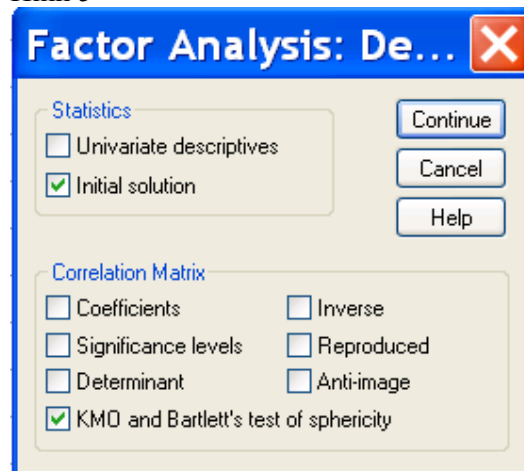 Factor Analysis: De...
Statistics
Univariate descriptives
Initial solution
Continue
Cancel
Help
Correlation Matrix
Coefficients
Inverse
Significance levels
Reproduced
Determinant
Anti-image
KMO and Bartlett's test of sphericity